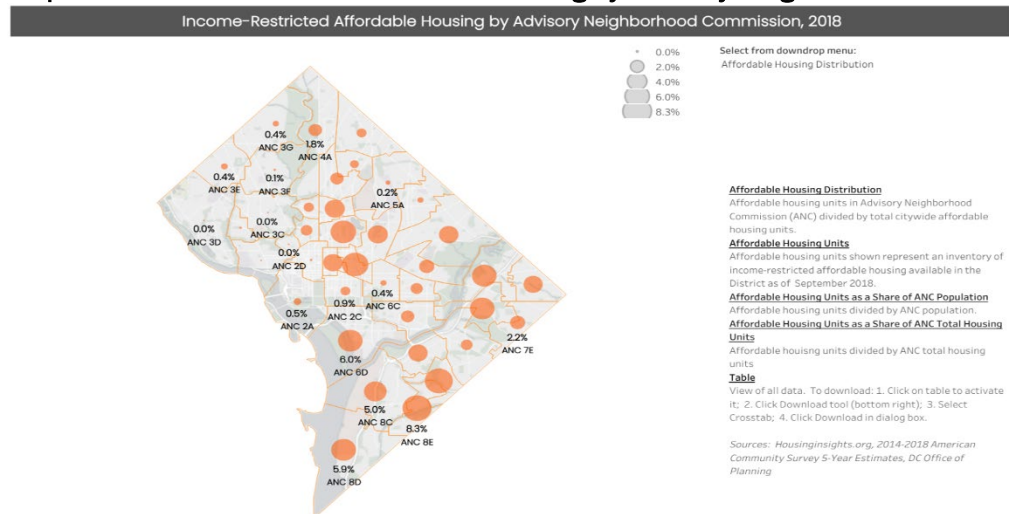 Income-Restricted Affordable Housing by Advisory Neighborhood Commission, 2018
0.0%
2.0%
4.0%
6.0%
8.3%
Select from downdrop menu:
Affordable Housing Distribution
0.4%
ANC 3G
1.8%
ANC 4A
0.4%
ANC 3E
0.1%
ANC 3F
0.2%
ANC 5A
0.0%
ANC 3D
0.0%
ANC 3C
0.0%
ANC 2D
0.5%
ANC 2A
0.9%
ANC 2C
0.4%
ANC 6C
2.2%
ANC 7E
6.0%
ANC 6D
5.0%
ANC 8C
8.3%
ANC 8E
5.9%
ANC 8D
Affordable Housing Distribution
Affordable housing units in Advisory Neighborhood
Commission (ANC) divided by total citywide affordable
housing units.
Affordable Housing Units
Affordable housing units shown represent an inventory of
income-restricted affordable housing available in the
District as of September 2018.
Affordable Housing Units as a Share of ANC Population
Affordable housing units divided by ANC population.
Affordable Housing Units as a Share of ANC Total Housing
Units
Affordable houisng units divided by ANC total housing
units
Table
View of all data. To download: 1. Click on table to activate
it; 2. Click Download tool (bottom right); 3. Select
Crosstab; 4. Click Download in dialog box.
Sources: Housinginsights.org, 2014-2018 American
Community Survey 5-Year Estimates, DC Office of
Planning